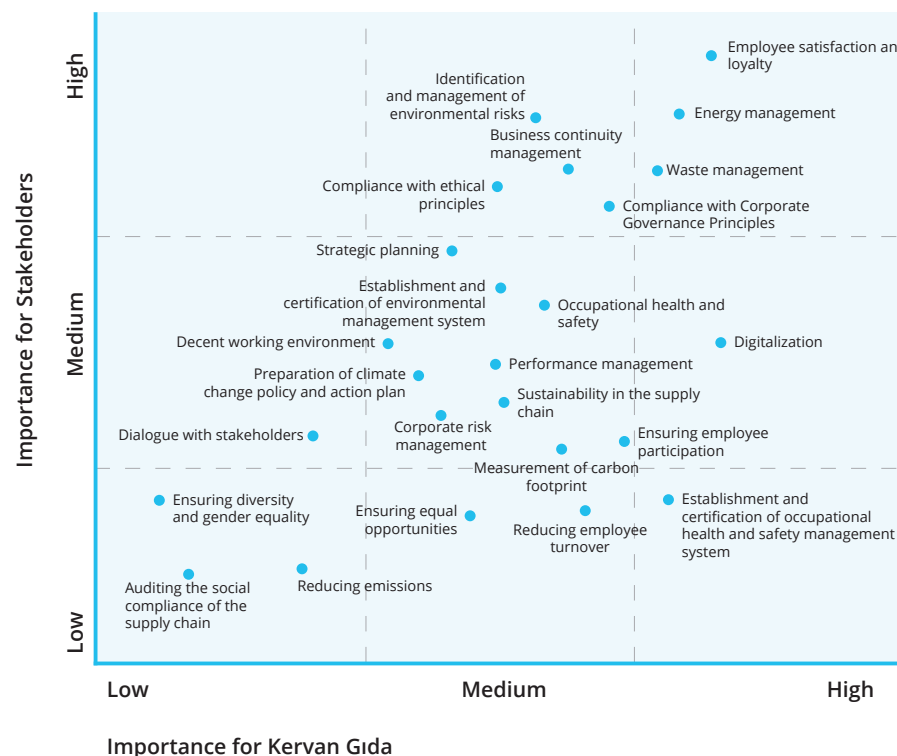 Importance for Stakeholders
High
Medium
Low
Employee satisfaction an
loyalty
Identification
and management of
environmental risks
Energy management
Business continuity
management
Waste management
Compliance with ethical
principles
Compliance with Corporate
Governance Principles
Strategic planning
Establishment and
certification of environmental
management system
Occupational health and
safety
Decent working environment
Digitalization
Performance management
Preparation of climate
change policy and action plan
Sustainability in the supply
chain
Corporate risk
management
Dialogue with stakeholders
Ensuring employee
participation
Measurement of carbon
footprint
Ensuring diversity
and gender equality
Ensuring equal
opportunities
Reducing employee
turnover
Establishment and
certification of occupational
health and safety management
system
Auditing the social
compliance of the
supply chain
Reducing emissions
Low
Medium
High
Importance for Kervan Gıda